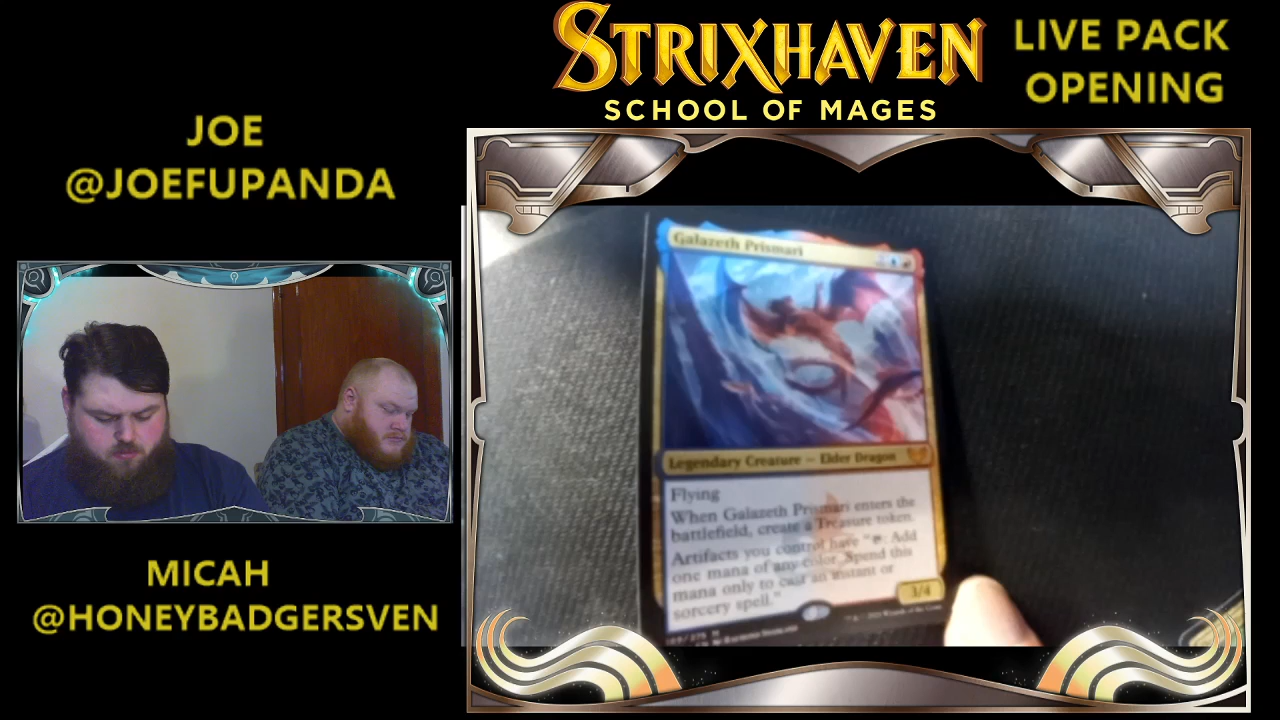 STRIXHAVEN
SCHOOL OF MAGES
LIVE PACK
OPENING
JOE
@JOEFUPANDA
MICAH
@HONEYBADGERSVEN
Galazeth Prismari
Legendary Creature — Elder Dragon
Flying
When Galazeth Prismari enters the
battlefield, create a Treasure token.
Artifacts you control have ": Add
one mana of any color. Spend this
mana only to cast an instant or
sorcery spell."
3/4